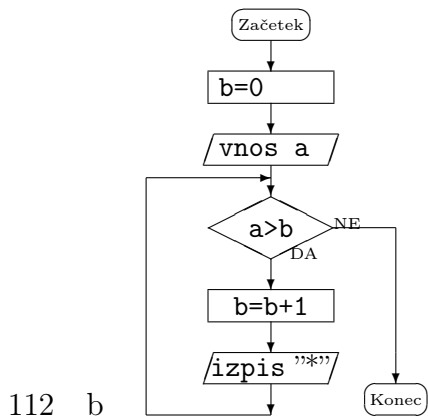 Začetek
b=0
vnos a
a>b
NE
DA
b=b+1
izpis ”*”
Konec
112 b